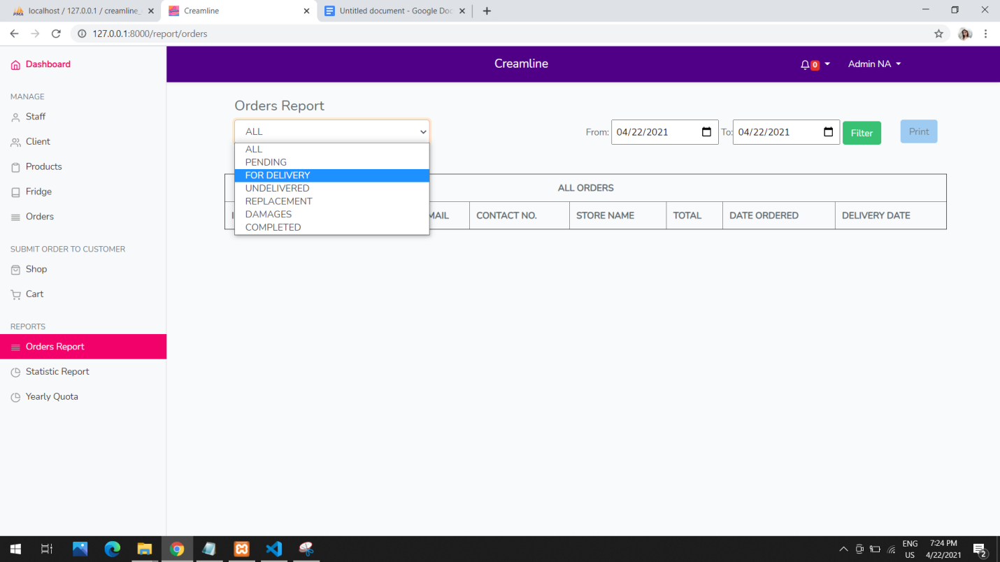 localhost / 127.0.0.1 / creamline_
Creamline
Untitled document - Google Doc
127.0.0.1:8000/report/orders
Dashboard
MANAGE
Staff
Client
Products
Fridge
Orders
SUBMIT ORDER TO CUSTOMER
Shop
Cart
REPORTS
Orders Report
Statistic Report
Yearly Quota
Creamline
0
Admin NA
Orders Report
ALL
From: 04/22/2021 To: 04/22/2021 Filter Print
ALL
PENDING
FOR DELIVERY
UNDELIVERED
REPLACEMENT
DAMAGES
COMPLETED
ALL ORDERS
CONTACT NO. STORE NAME TOTAL DATE ORDERED DELIVERY DATE
ENG
US
7:24 PM
4/22/2021
2